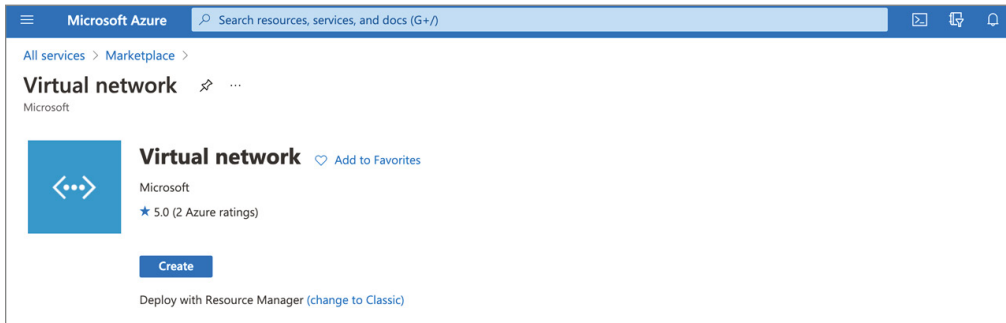 Microsoft Azure
Search resources, services, and docs (G+/)
All services > Marketplace >
Virtual network ...
Microsoft
Virtual network Add to Favorites
Microsoft
★ 5.0 (2 Azure ratings)
Create
Deploy with Resource Manager (change to Classic)